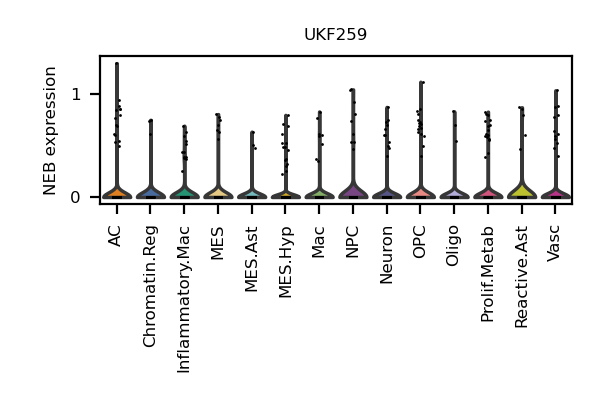 UKF259
NEB expression
1
0
AC
Chromatin.Reg
Inflammatory.Mac
MES
MES.Ast
MES.Hyp
Mac
NPC
Neuron
OPC
Oligo
Prolif.Metab
Reactive.Ast
Vasc